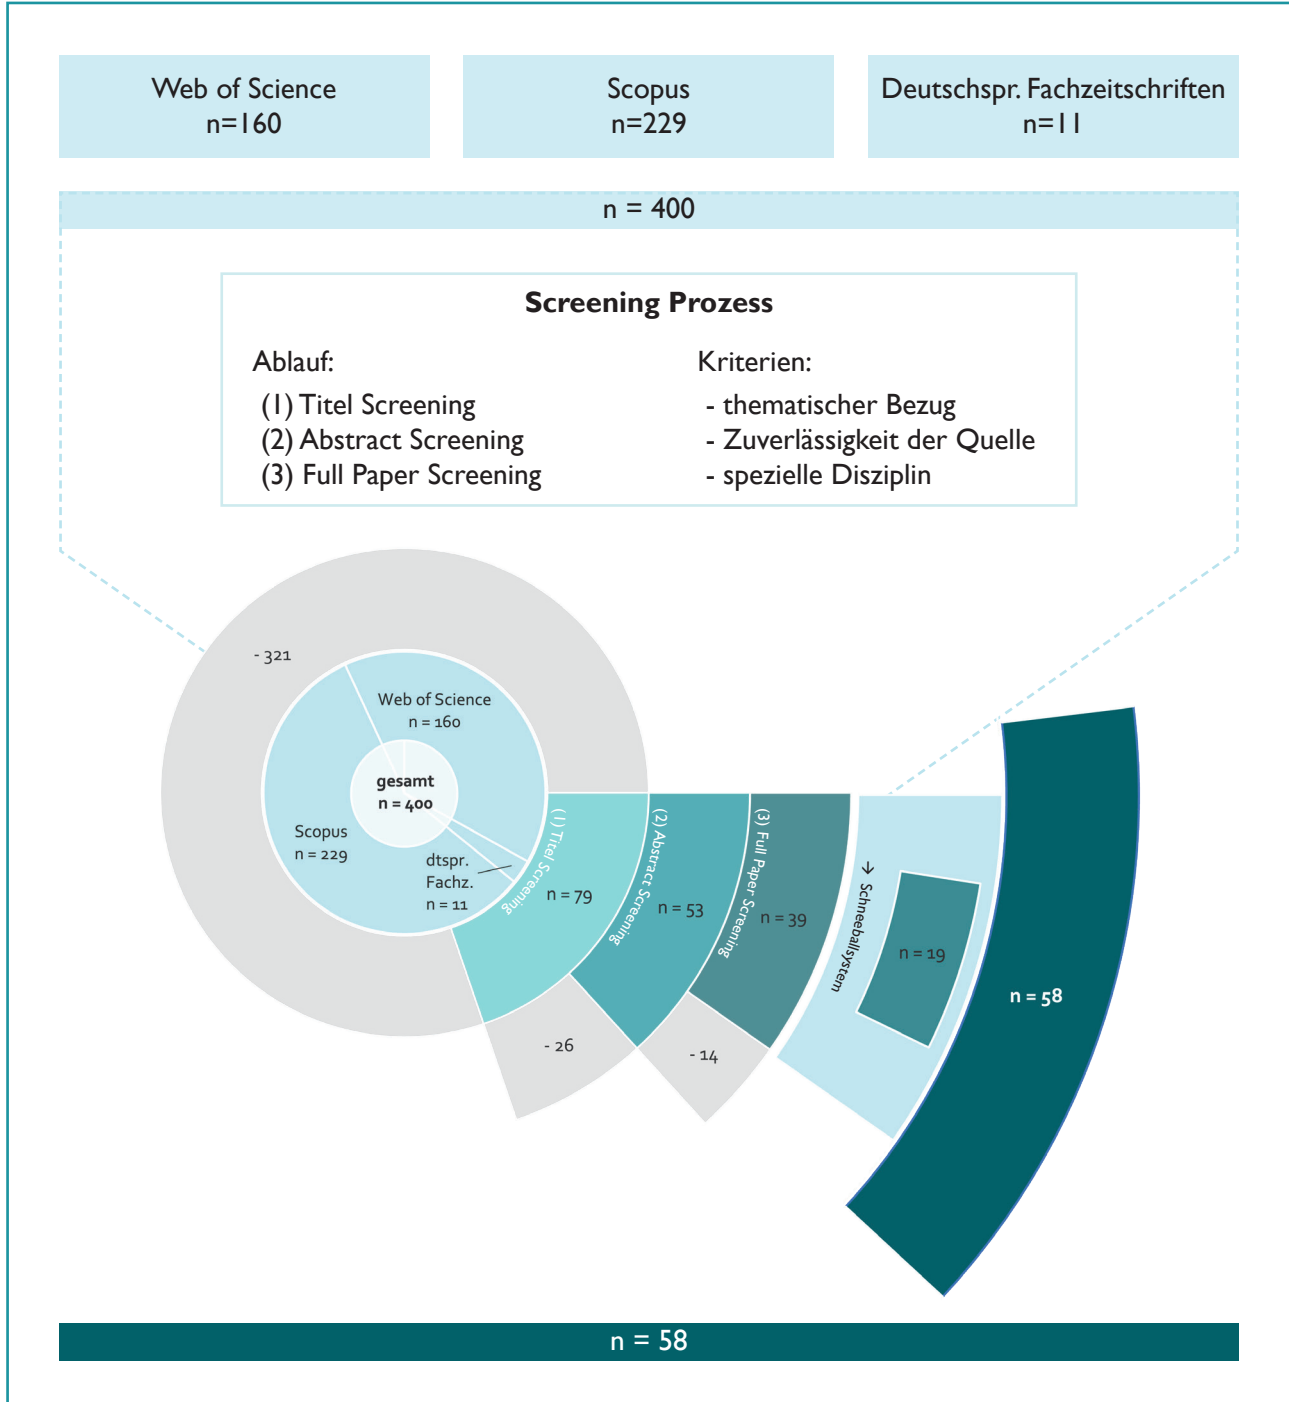 Web of Science
n=160
Scopus
n=229
Deutschspr. Fachzeitschriften
n=11
n = 400
Screening Prozess
Ablauf:
(1) Titel Screening
(2) Abstract Screening
(3) Full Paper Screening
Kriterien:
- thematischer Bezug
- Zuverlässigkeit der Quelle
- spezielle Disziplin
- 321
Web of Science
n = 160
gesamt
n = 400
Scopus
n = 229
dtspr.
Fachz.
n = 11
(1) Titel Screening
n = 79
(2) Abstract Screening
n = 53
(3) Full Paper Screening
n = 39
- 26
- 14
→ Schneeballsystem
n = 19
n = 58
n = 58